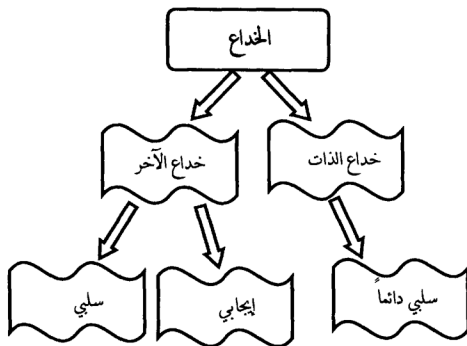 الخداع
خداع الذات
خداع الآخر
سلبي دائماً
إيجابي
سلبي